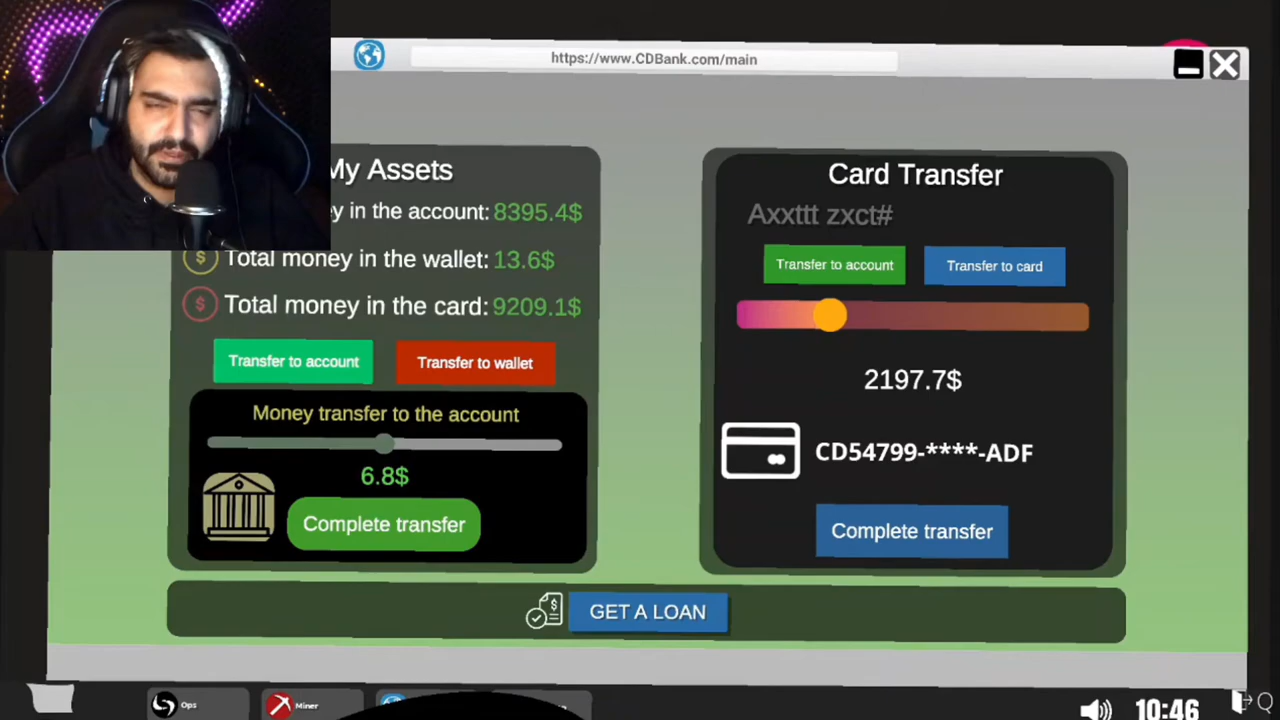 https://www.CDBank.com/main
My Assets
y in the account: 8395.4$
Total money in the wallet: 13.6$
Total money in the card: 9209.1$
Transfer to account
Transfer to wallet
Money transfer to the account
6.8$
Complete transfer
Card Transfer
Axxttt zxct#
Transfer to account
Transfer to card
2197.7$
CD54799-****-ADF
Complete transfer
GET A LOAN
Ops
Miner
10:46
Q